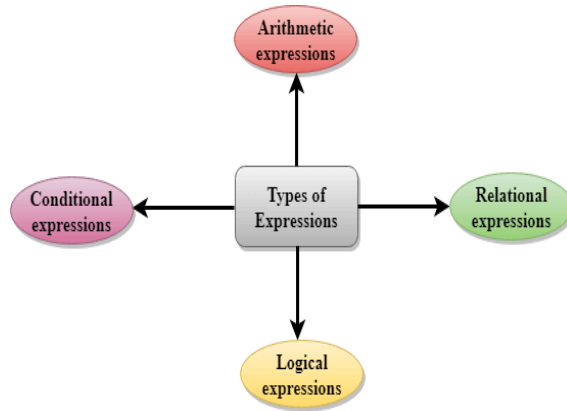 Arithmetic
expressions
Conditional
expressions
Types of
Expressions
Relational
expressions
Logical
expressions